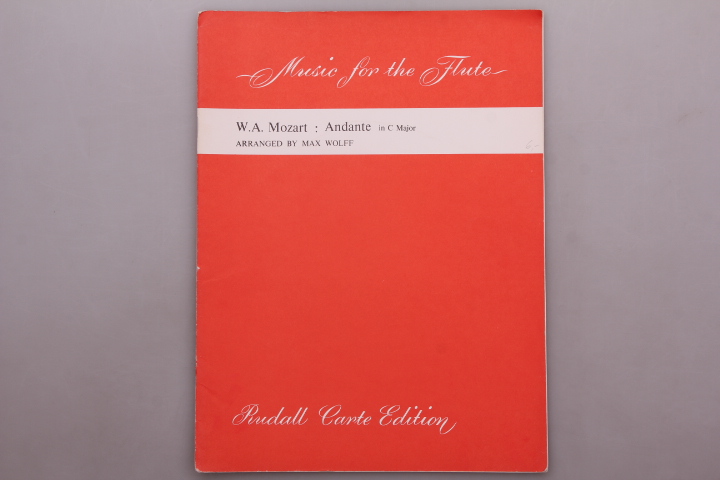 Music for the Flute
W.A. Mozart : Andante in C Major
ARRANGED BY MAX WOLFF
Rudall Carte Edition